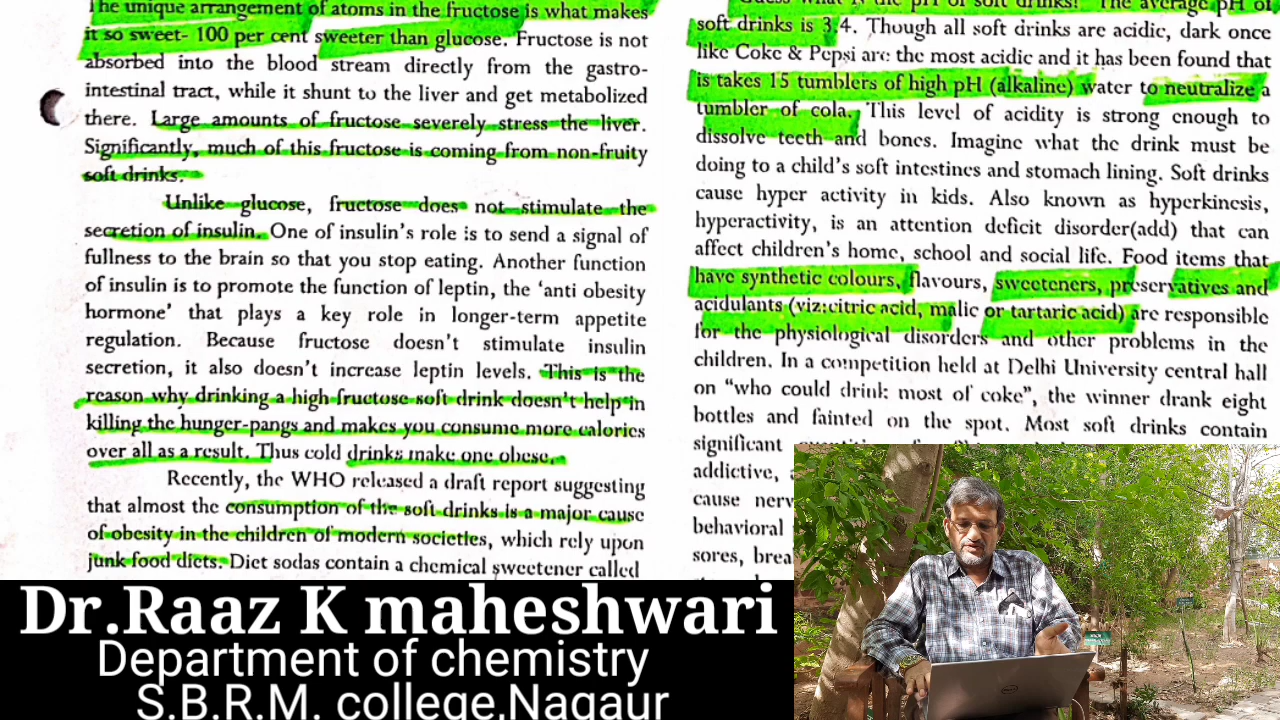 The unique arrangement of atoms in the fructose is what makes
it so sweet- 100 per cent sweeter than glucose. Fructose is not
absorbed into the blood stream directly from the gastro-
intestinal tract, while it shunt to the liver and get metabolized
there. Large amounts of fructose severely stress the liver.
Significantly, much of this fructose is coming from non-fruity
soft drinks.
Unlike glucose, fructose does not stimulate the
secretion of insulin. One of insulin's role is to send a signal of
fullness to the brain so that you stop eating. Another function
of insulin is to promote the function of leptin, the 'anti obesity
hormone' that plays a key role in longer-term appetite
regulation. Because fructose doesn't stimulate insulin
secretion, it also doesn't increase leptin levels. This is the
reason why drinking a high fructose soft drink doesn't help in
killing the hunger-pangs and makes you consume more calories
over all as a result. Thus cold drinks make one obese.
Recently, the WHO released a draft report suggesting
that almost the consumption of the soft drinks is a major cause
of obesity in the children of modern societies, which rely upon
junk food diets. Diet sodas contain a chemical sweetener called
Guess what is the pH of soft drinks? The average pH of
soft drinks is 3.4. Though all soft drinks are acidic, dark once
like Coke & Pepsi are the most acidic and it has been found that
is takes 15 tumblers of high pH (alkaline) water to neutralize a
tumbler of cola. This level of acidity is strong enough to
dissolve teeth and bones. Imagine what the drink must be
doing to a child's soft intestines and stomach lining. Soft drinks
cause hyper activity in kids. Also known as hyperkinesis,
hyperactivity, is an attention deficit disorder(add) that can
affect children's home, school and social life. Food items that
have synthetic colours, flavours, sweeteners, preservatives and
acidulants (viz:citric acid, malic or tartaric acid) are responsible
for the physiological disorders and other problems in the
children. In a competition held at Delhi University central hall
on "who could drink most of coke", the winner drank eight
bottles and fainted on the spot. Most soft drinks contain
significant
addictive,
cause nerv
behavioral
sores, brea
Dr.Raaz K maheshwari
Department of chemistry
S.B.R.M. college,Nagaur
DELL